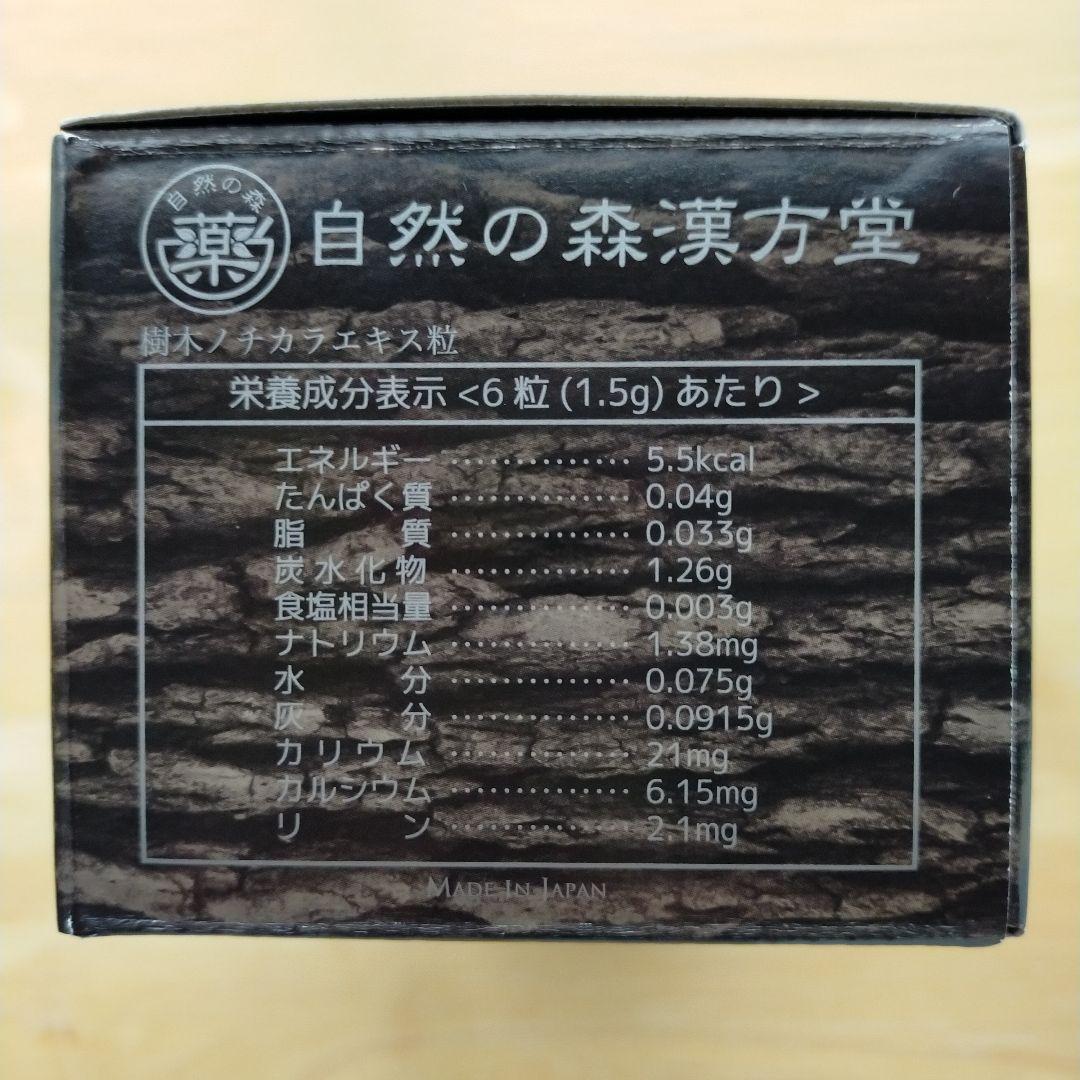 自然の森
薬
自然の森漢方堂
樹木ノチカラエキス粒
栄養成分表示 <6粒 (1.5g) あたり >
エネルギー ·············· 5.5kcal
たんぱく質 ·············· 0.04g
脂質 ·············· 0.033g
炭水化物 ·············· 1.26g
食塩相当量 ·············· 0.003g
ナトリウム ·············· 1.38mg
水分 ·············· 0.075g
灰分 ·············· 0.0915g
カリウム ·············· 21mg
カルシウム ·············· 6.15mg
リン ·············· 2.1mg
MADE IN JAPAN